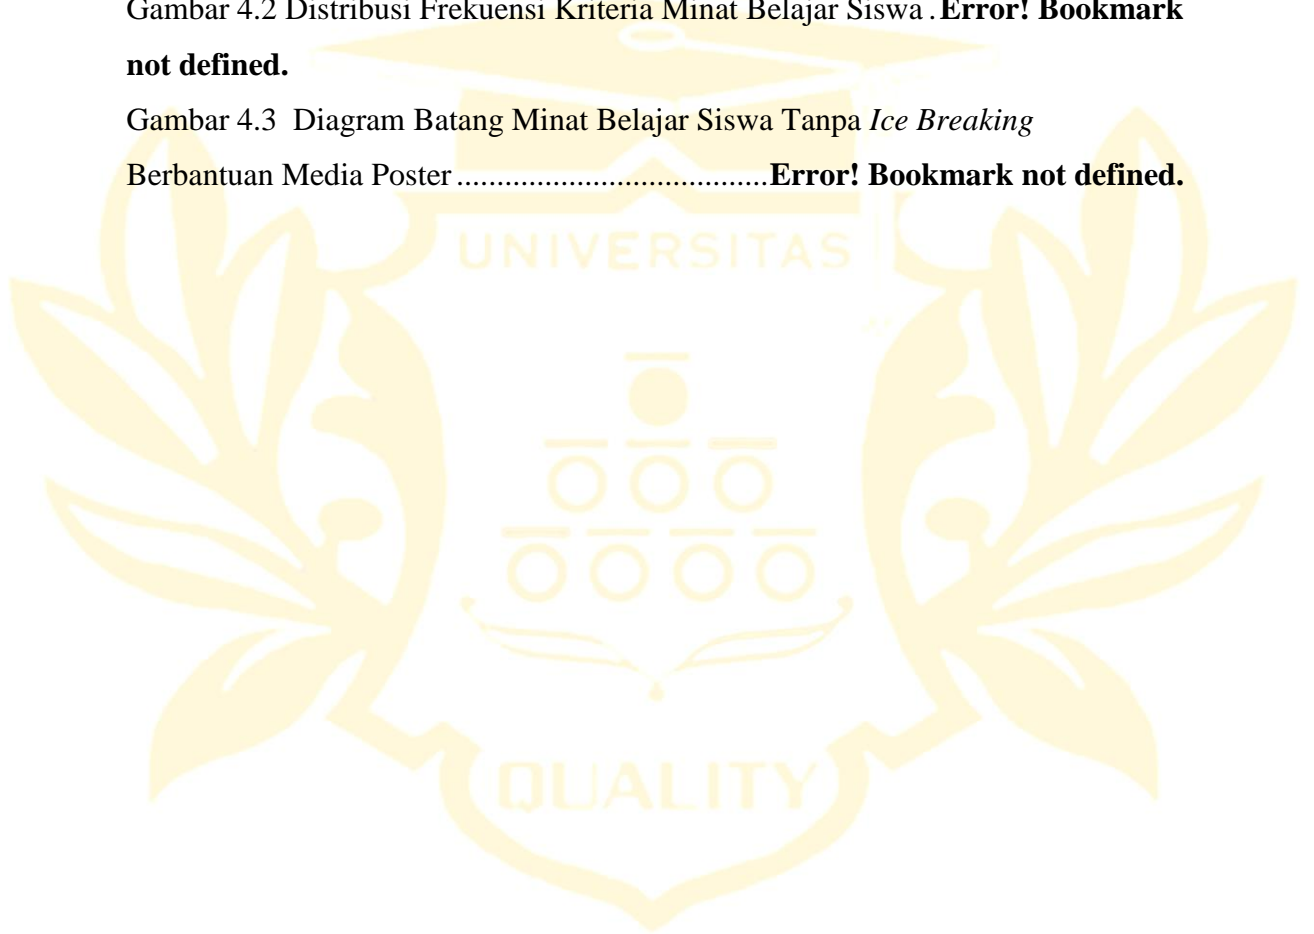 Gambar 4.2 Distribusi Frekuensi Kriteria Minat Belajar Siswa .Error! Bookmark
not defined.
Gambar 4.3 Diagram Batang Minat Belajar Siswa Tanpa Ice Breaking
Berbantuan Media Poster.......................................Error! Bookmark not defined.
UNIVERSITAS
QUALITY